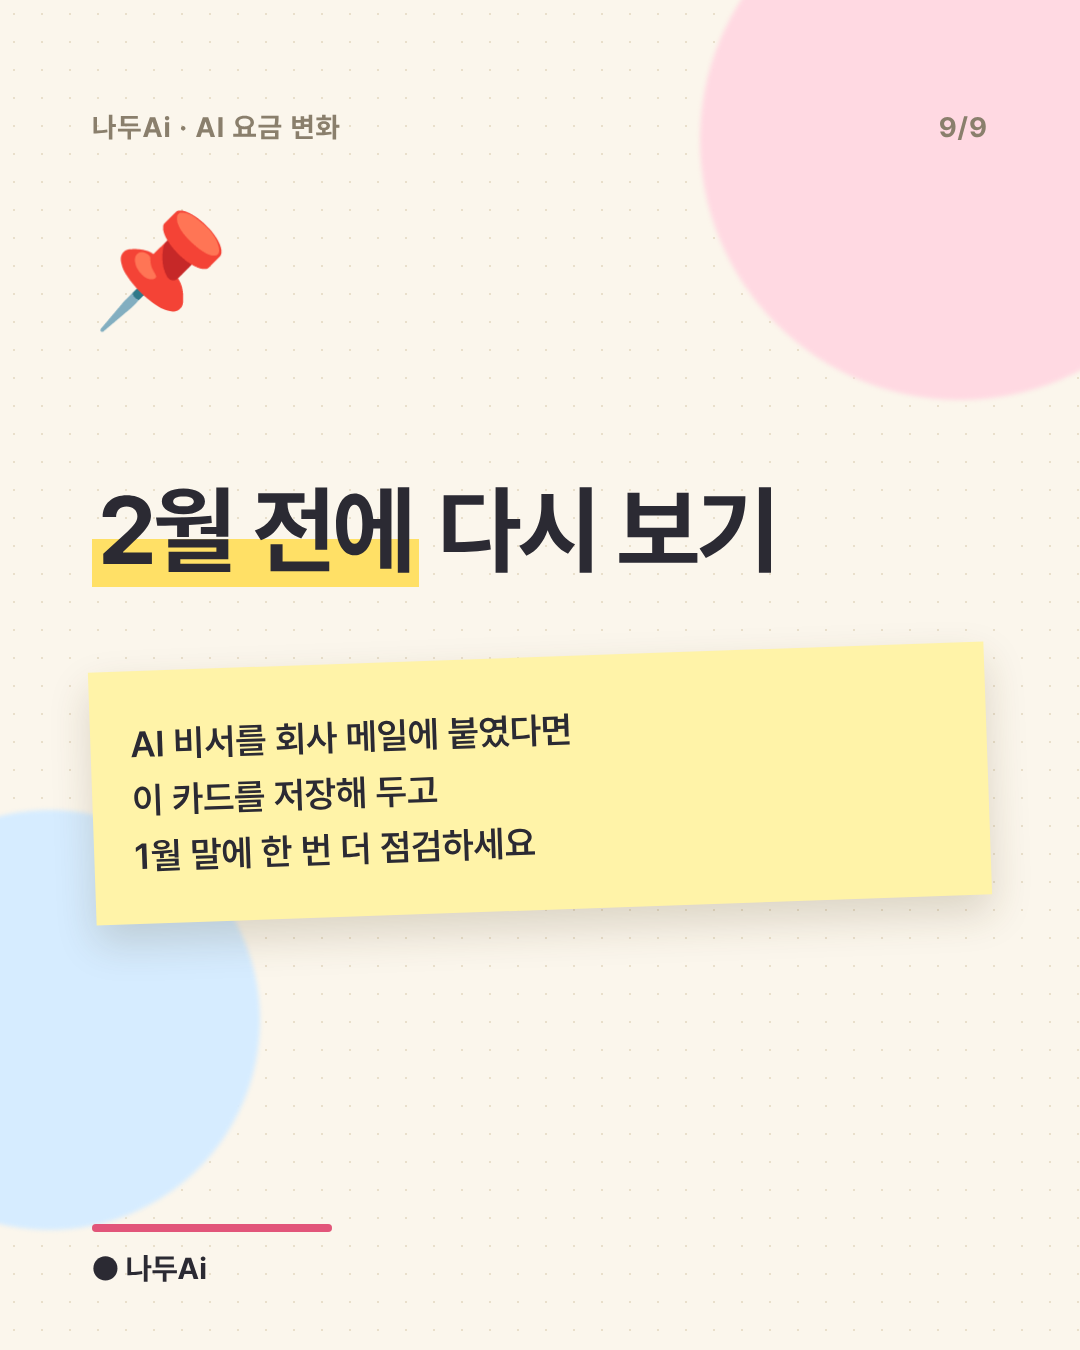 나두Ai · AI 요금 변화
9/9
2월 전에 다시 보기
AI 비서를 회사 메일에 붙였다면
이 카드를 저장해 두고
1월 말에 한 번 더 점검하세요
나두Ai